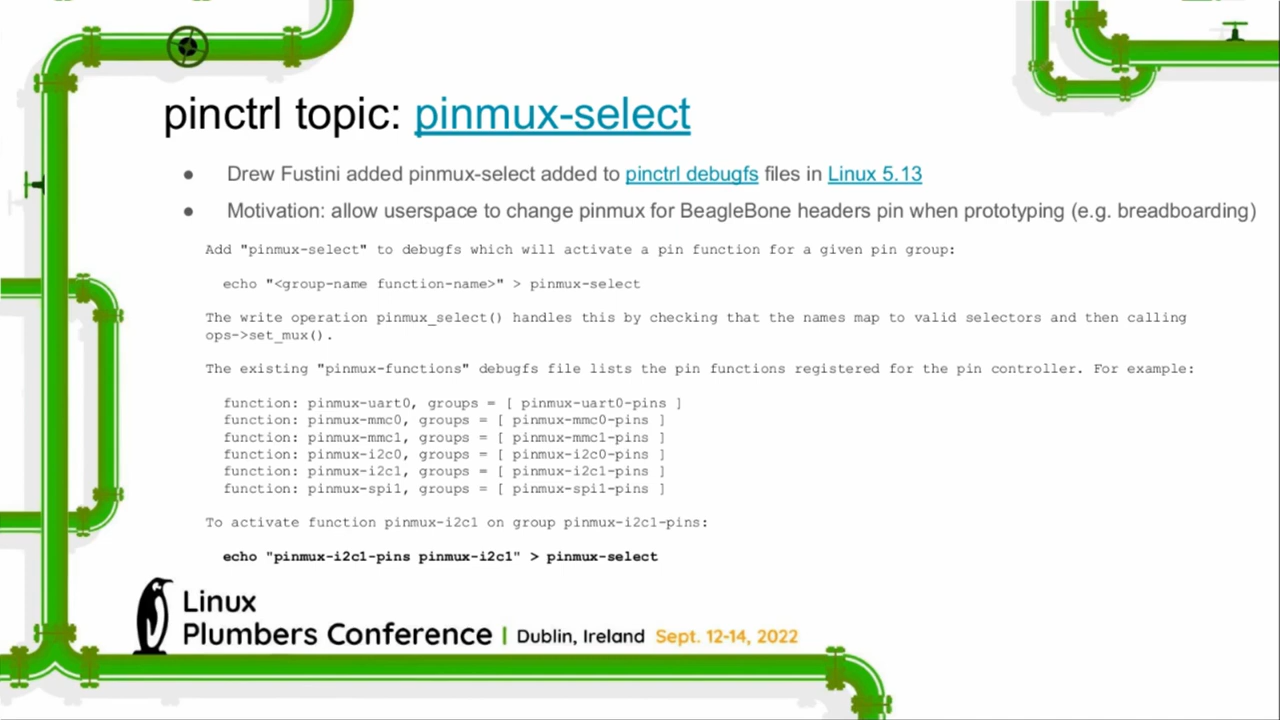 pinctrl topic: pinmux-select
● Drew Fustini added pinmux-select added to pinctrl debugfs files in Linux 5.13
● Motivation: allow userspace to change pinmux for BeagleBone headers pin when prototyping (e.g. breadboarding)
Add "pinmux-select" to debugfs which will activate a pin function for a given pin group:
echo "<group-name function-name>" > pinmux-select
The write operation pinmux_select() handles this by checking that the names map to valid selectors and then calling
ops->set_mux().
The existing "pinmux-functions" debugfs file lists the pin functions registered for the pin controller. For example:
function: pinmux-uart0, groups = [ pinmux-uart0-pins ]
function: pinmux-mmc0, groups = [ pinmux-mmc0-pins ]
function: pinmux-mmc1, groups = [ pinmux-mmc1-pins ]
function: pinmux-i2c0, groups = [ pinmux-i2c0-pins ]
function: pinmux-i2c1, groups = [ pinmux-i2c1-pins ]
function: pinmux-spi1, groups = [ pinmux-spi1-pins ]
To activate function pinmux-i2c1 on group pinmux-i2c1-pins:
echo "pinmux-i2c1-pins pinmux-i2c1" > pinmux-select
Linux
Plumbers Conference | Dublin, Ireland Sept. 12-14, 2022